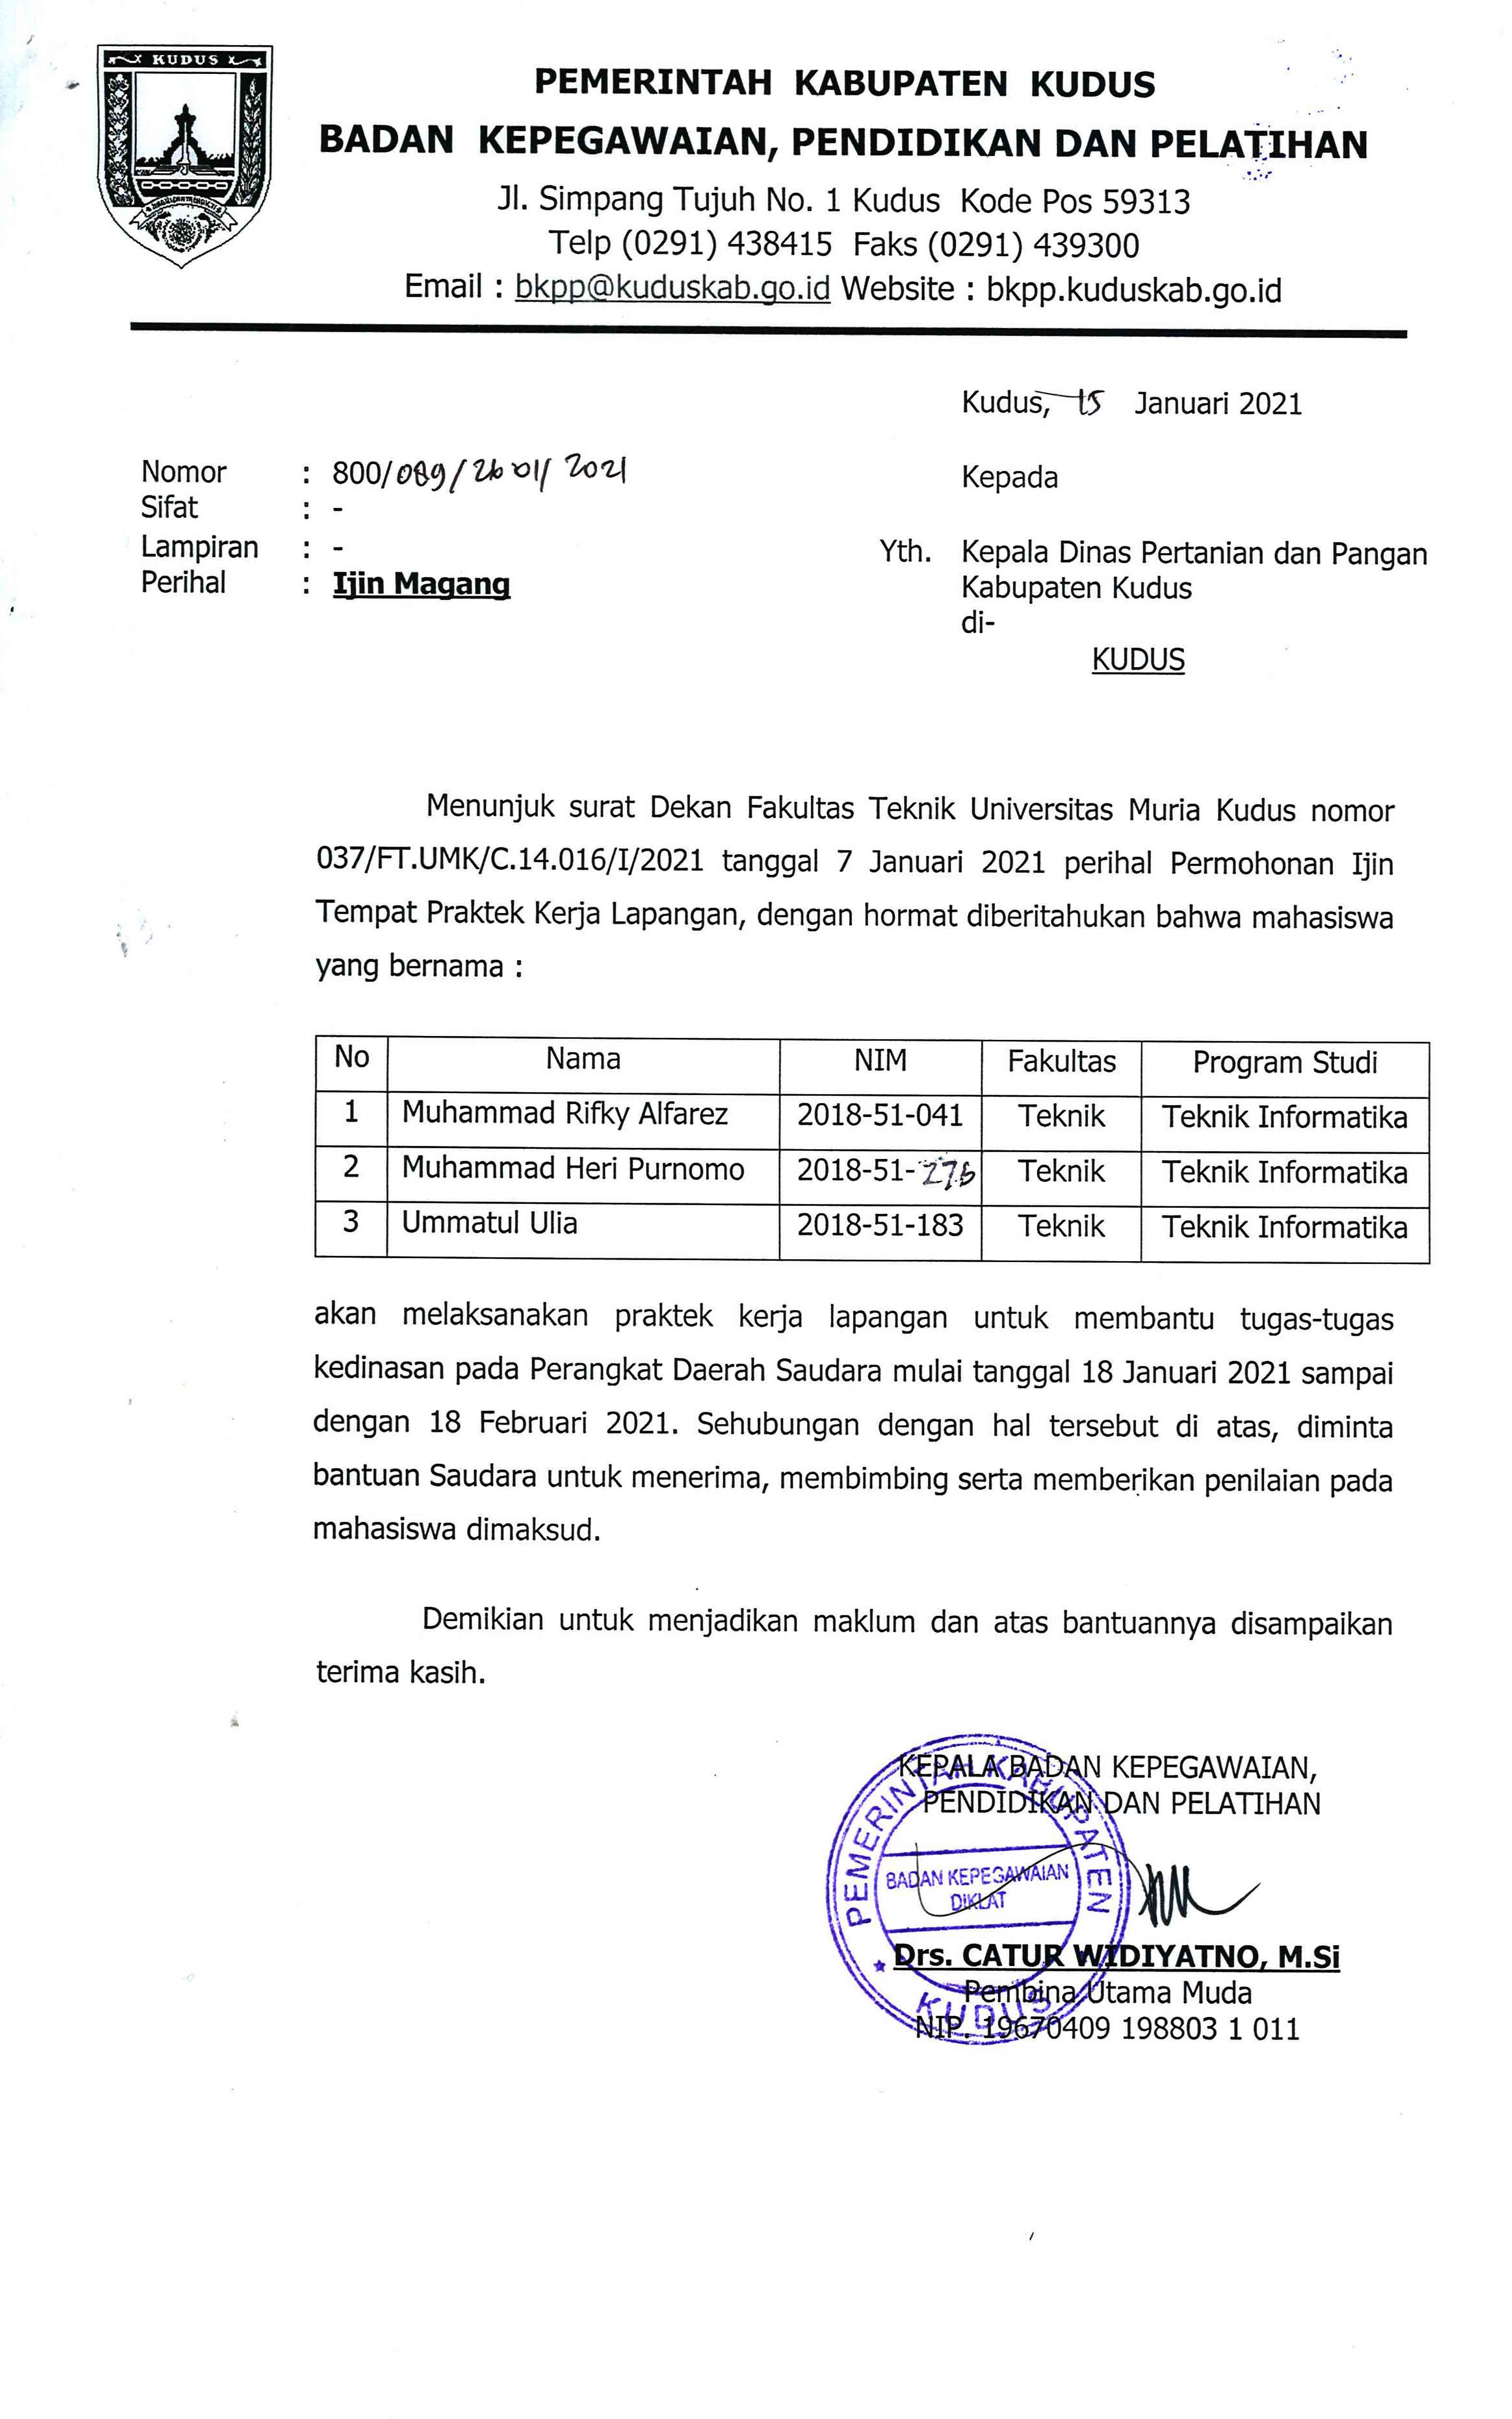 KUDUS
PEMERINTAH KABUPATEN KUDUS
BADAN KEPEGAWAIAN, PENDIDIKAN DAN PELATIHAN
Jl. Simpang Tujuh No. 1 Kudus Kode Pos 59313
Telp (0291) 438415 Faks (0291) 439300
Email : bkpp@kuduskab.go.id Website : bkpp.kuduskab.go.id
Kudus, 15 Januari 2021
Nomor : 800/089/26 01/ 2021
Sifat : -
Lampiran : -
Perihal : Ijin Magang
Kepada
Yth. Kepala Dinas Pertanian dan Pangan
Kabupaten Kudus
di-
KUDUS
Menunjuk surat Dekan Fakultas Teknik Universitas Muria Kudus nomor
037/FT.UMK/C.14.016/I/2021 tanggal 7 Januari 2021 perihal Permohonan Ijin
Tempat Praktek Kerja Lapangan, dengan hormat diberitahukan bahwa mahasiswa
yang bernama :
No Nama NIM Fakultas Program Studi
1 Muhammad Rifky Alfarez 2018-51-041 Teknik Teknik Informatika
2 Muhammad Heri Purnomo 2018-51-276 Teknik Teknik Informatika
3 Ummatul Ulia 2018-51-183 Teknik Teknik Informatika
akan melaksanakan praktek kerja lapangan untuk membantu tugas-tugas
kedinasan pada Perangkat Daerah Saudara mulai tanggal 18 Januari 2021 sampai
dengan 18 Februari 2021. Sehubungan dengan hal tersebut di atas, diminta
bantuan Saudara untuk menerima, membimbing serta memberikan penilaian pada
mahasiswa dimaksud.
Demikian untuk menjadikan maklum dan atas bantuannya disampaikan
terima kasih.
KEPALA BADAN KEPEGAWAIAN,
PENDIDIKAN DAN PELATIHAN
PEMERINTAH KABUPATEN
BADAN KEPEGAWAIAN
DIKLAT
KUDUS
Drs. CATUR WIDIYATNO, M.Si
Pembina Utama Muda
NIP. 19670409 198803 1 011